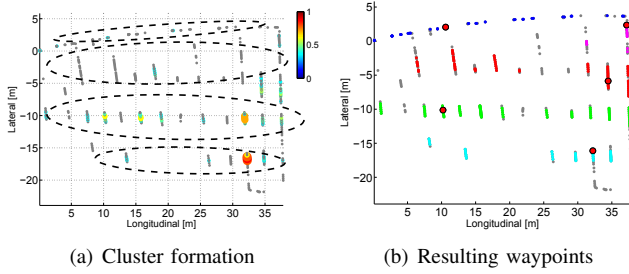 1
0.5
0
5
0
−5
−10
−15
−20
Lateral [m]
5 10 15 20 25 30 35
Longitudinal [m]
(a) Cluster formation
0
−5
−10
−15
−20
Lateral [m]
5 10 15 20 25 30 35
Longitudinal [m]
(b) Resulting waypoints